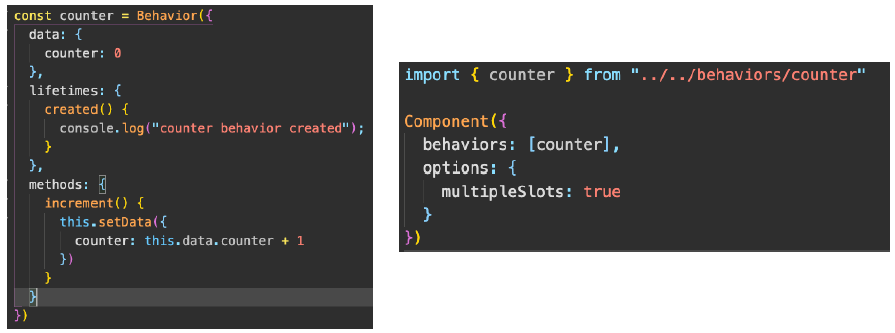 const counter = Behavior({
  data: {
    counter: 0
  },
  lifetimes: {
    created() {
      console.log("counter behavior created");
    }
  },
  methods: {
    increment() {
      this.setData({
        counter: this.data.counter + 1
      })
    }
  }
})
import { counter } from "../../behaviors/counter"

Component({
  behaviors: [counter],
  options: {
    multipleSlots: true
  }
})